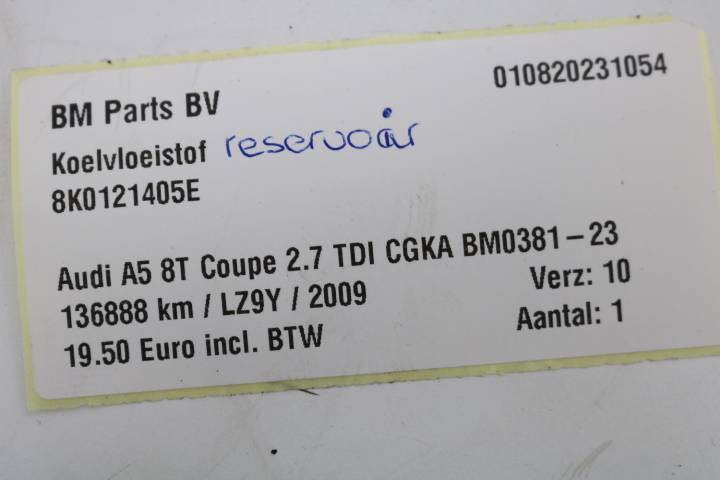 BM Parts BV 010820231054
Koelvloeistof reservoir
8K0121405E
Audi A5 8T Coupe 2.7 TDI CGKA BM0381-23
136888 km / LZ9Y / 2009 Verz: 10
19.50 Euro incl. BTW Aantal: 1